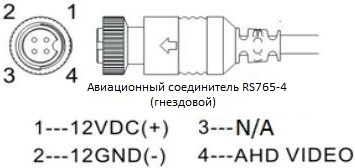 2 1
3 4
Авиационный соединитель RS765-4
(гнездовой)
1---12VDC(+) 3---N/A
2---12GND(-) 4---AHD VIDEO